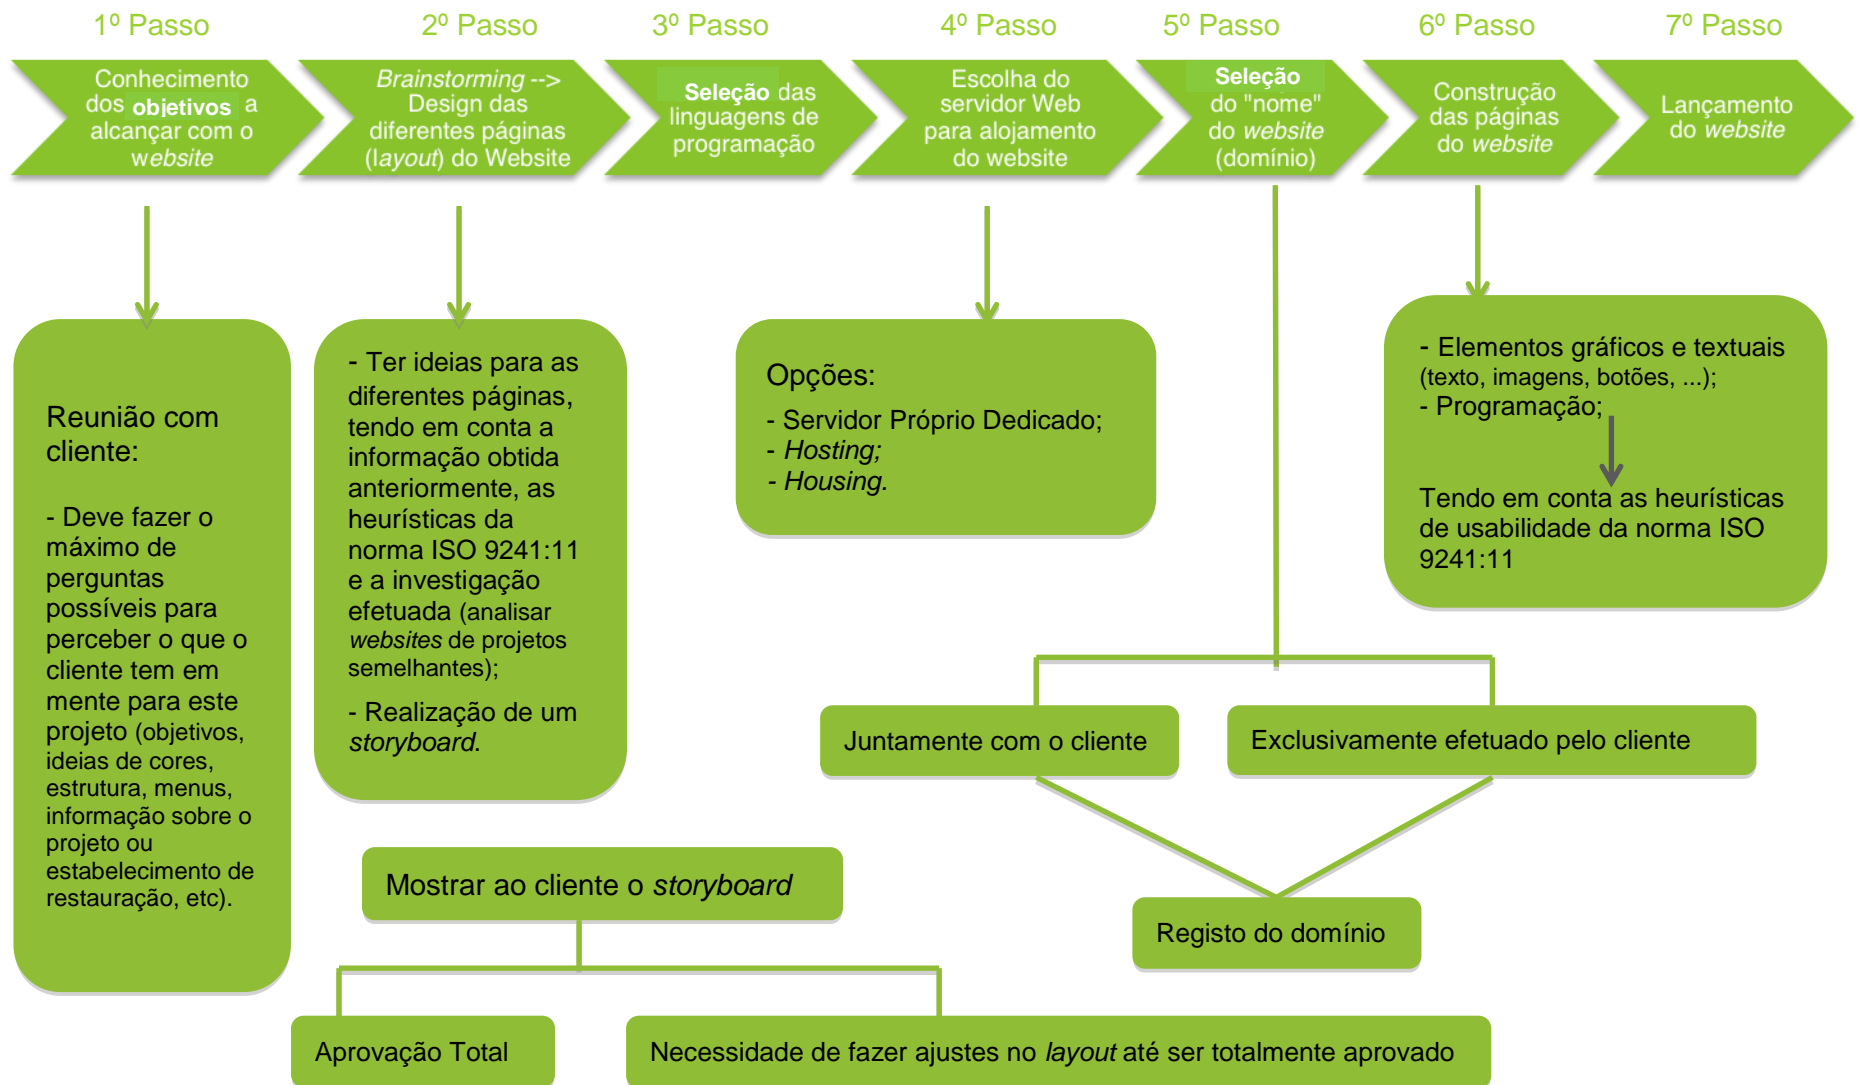 1º Passo
2º Passo
3º Passo
4º Passo
5º Passo
6º Passo
7º Passo
Conhecimento
dos objetivos a
alcançar com o
website
Brainstorming -->
Design das
diferentes páginas
(layout) do Website
Seleção das
linguagens de
programação
Escolha do
servidor Web
para alojamento
do website
Seleção
do "nome"
do website
(domínio)
Construção
das páginas
do website
Lançamento
do website
Reunião com
cliente:
- Deve fazer o
máximo de
perguntas
possíveis para
perceber o que o
cliente tem em
mente para este
projeto (objetivos,
ideias de cores,
estrutura, menus,
informação sobre o
projeto ou
estabelecimento de
restauração, etc).
- Ter ideias para as
diferentes páginas,
tendo em conta a
informação obtida
anteriormente, as
heurísticas da
norma ISO 9241:11
e a investigação
efetuada (analisar
websites de projetos
semelhantes);
- Realização de um
storyboard.
Opções:
- Servidor Próprio Dedicado;
- Hosting;
- Housing.
- Elementos gráficos e textuais
(texto, imagens, botões, ...);
- Programação;
Tendo em conta as heurísticas
de usabilidade da norma ISO
9241:11
Juntamente com o cliente
Exclusivamente efetuado pelo cliente
Mostrar ao cliente o storyboard
Registo do domínio
Aprovação Total
Necessidade de fazer ajustes no layout até ser totalmente aprovado